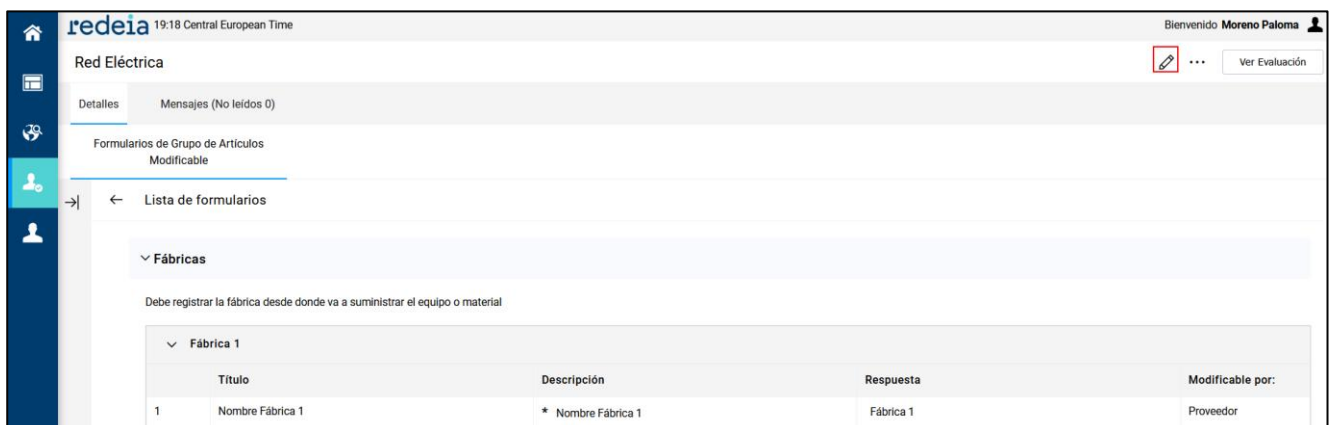 redeia 19:18 Central European Time
Bienvenido Moreno Paloma
Red Eléctrica
... Ver Evaluación
Detalles Mensajes (No leídos 0)
Formularios de Grupo de Artículos
Modificable
Lista de formularios
Fábricas
Debe registrar la fábrica desde donde va a suministrar el equipo o material
Fábrica 1
Título Descripción Respuesta Modificable por:
1 Nombre Fábrica 1 * Nombre Fábrica 1 Fábrica 1 Proveedor